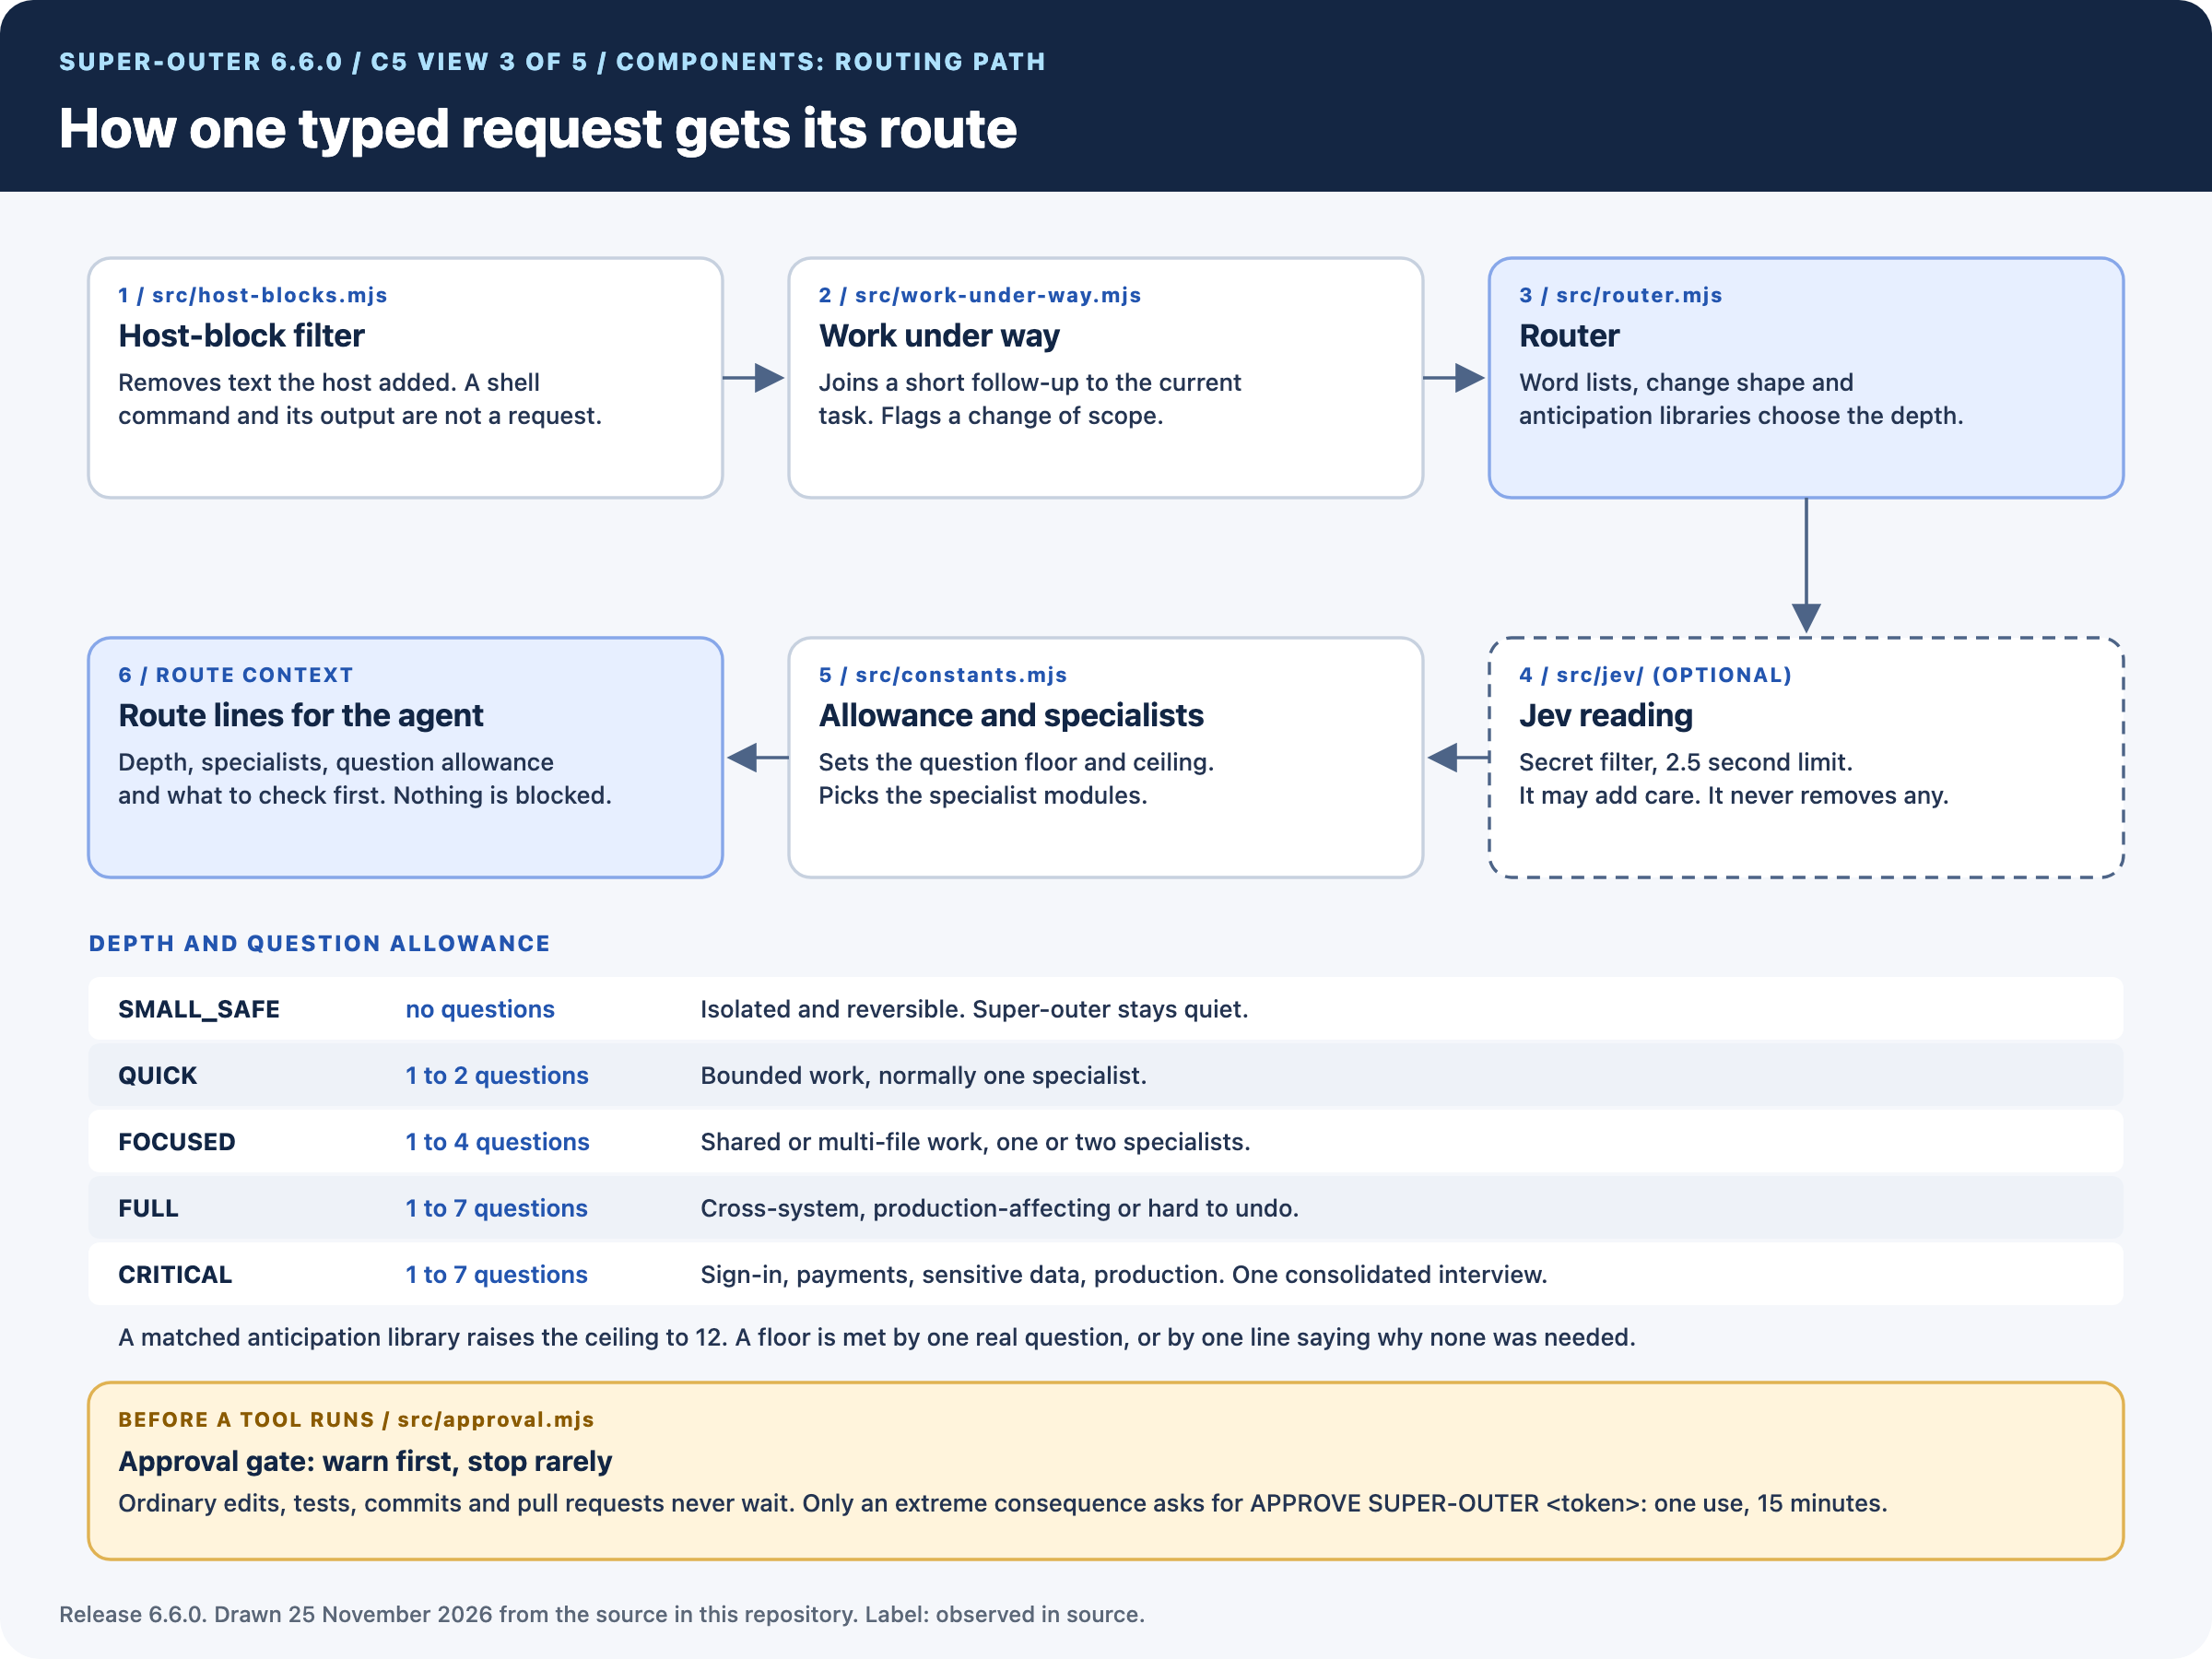 SUPER-OUTER 6.6.0 / C5 VIEW 3 OF 5 / COMPONENTS: ROUTING PATH
How one typed request gets its route
1 / src/host-blocks.mjs
Host-block filter
Removes text the host added. A shell
command and its output are not a request.
2 / src/work-under-way.mjs
Work under way
Joins a short follow-up to the current
task. Flags a change of scope.
3 / src/router.mjs
Router
Word lists, change shape and
anticipation libraries choose the depth.
6 / ROUTE CONTEXT
Route lines for the agent
Depth, specialists, question allowance
and what to check first. Nothing is blocked.
5 / src/constants.mjs
Allowance and specialists
Sets the question floor and ceiling.
Picks the specialist modules.
4 / src/jev/ (OPTIONAL)
Jev reading
Secret filter, 2.5 second limit.
It may add care. It never removes any.
DEPTH AND QUESTION ALLOWANCE
SMALL_SAFE no questions Isolated and reversible. Super-outer stays quiet.
QUICK 1 to 2 questions Bounded work, normally one specialist.
FOCUSED 1 to 4 questions Shared or multi-file work, one or two specialists.
FULL 1 to 7 questions Cross-system, production-affecting or hard to undo.
CRITICAL 1 to 7 questions Sign-in, payments, sensitive data, production. One consolidated interview.
A matched anticipation library raises the ceiling to 12. A floor is met by one real question, or by one line saying why none was needed.
BEFORE A TOOL RUNS / src/approval.mjs
Approval gate: warn first, stop rarely
Ordinary edits, tests, commits and pull requests never wait. Only an extreme consequence asks for APPROVE SUPER-OUTER <token>: one use, 15 minutes.
Release 6.6.0. Drawn 25 November 2026 from the source in this repository. Label: observed in source.